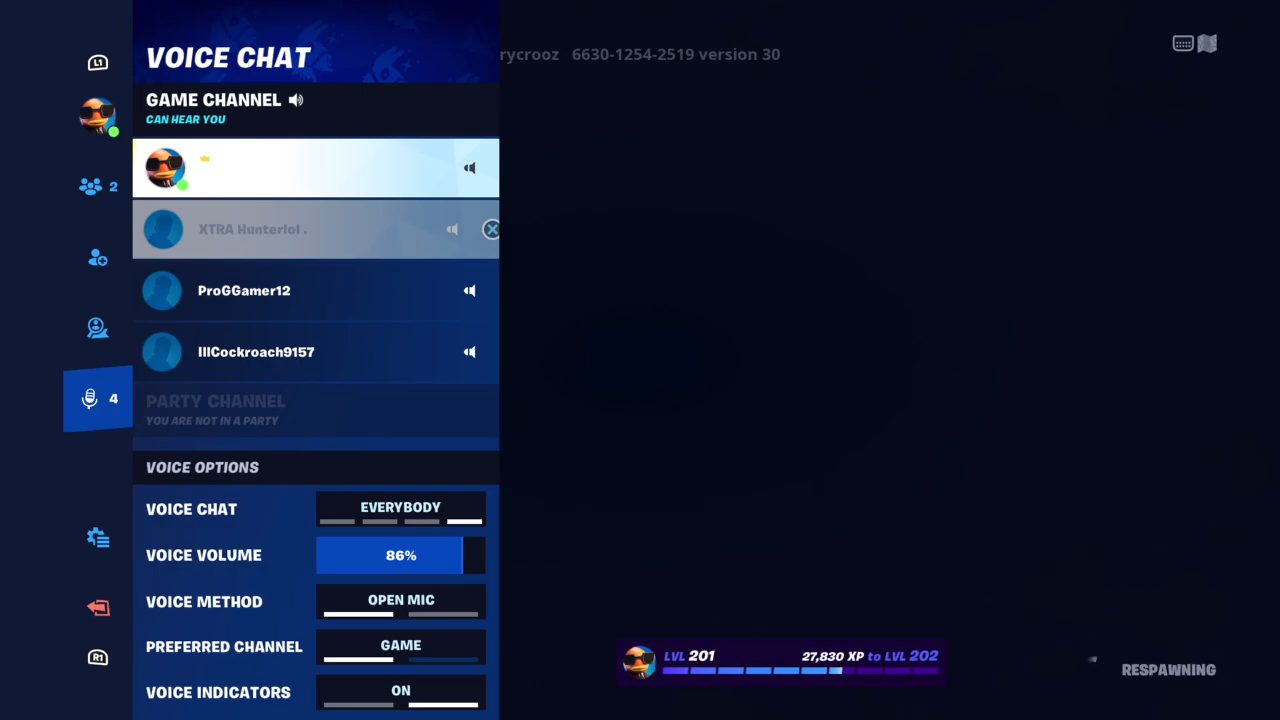 L1
VOICE CHAT
rycrooz 6630-1254-2519 version 30
GAME CHANNEL
CAN HEAR YOU
2
XTRA Hunterlol .
ProGGamer12
4
PARTY CHANNEL
YOU ARE NOT IN A PARTY
VOICE OPTIONS
VOICE CHAT EVERYBODY
VOICE VOLUME 86%
VOICE METHOD OPEN MIC
PREFERRED CHANNEL GAME
VOICE INDICATORS ON
R1
LVL 201 27,830 XP to LVL 202
RESPAWNING